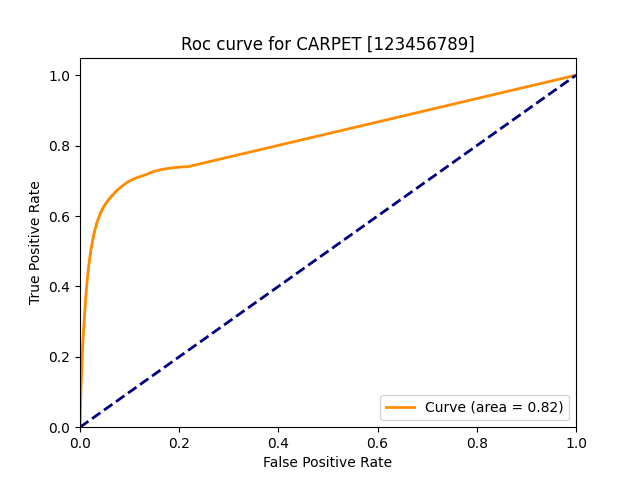 Roc curve for CARPET [123456789]
True Positive Rate
1.0
0.8
0.6
0.4
0.2
0.0
0.0 0.2 0.4 0.6 0.8 1.0
False Positive Rate
Curve (area = 0.82)